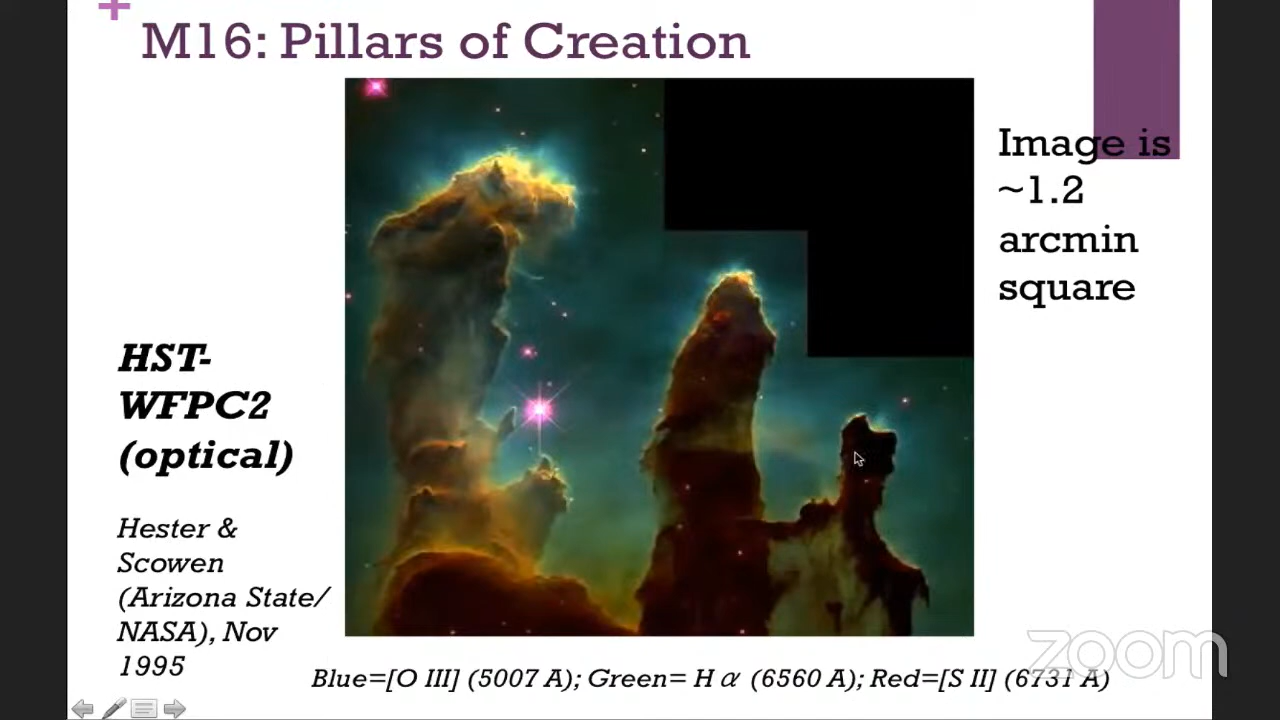 M16: Pillars of Creation
Image is
~1.2
arcmin
square
HST-
WFPC2
(optical)
Hester &
Scowen
(Arizona State/
NASA), Nov
1995
Blue=[O III] (5007 A); Green= H α (6560 A); Red=[S II] (6731 A)
zoom